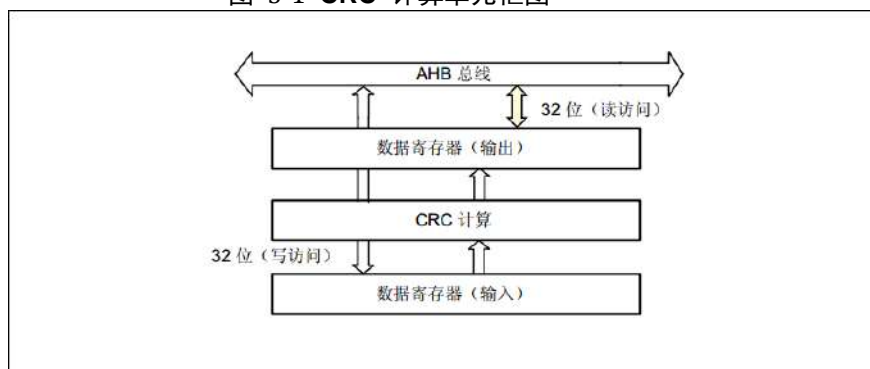 图 3-1 CRC 计算单元框图
AHB 总线
32 位（读访问）
数据寄存器（输出）
CRC 计算
32 位（写访问）
数据寄存器（输入）